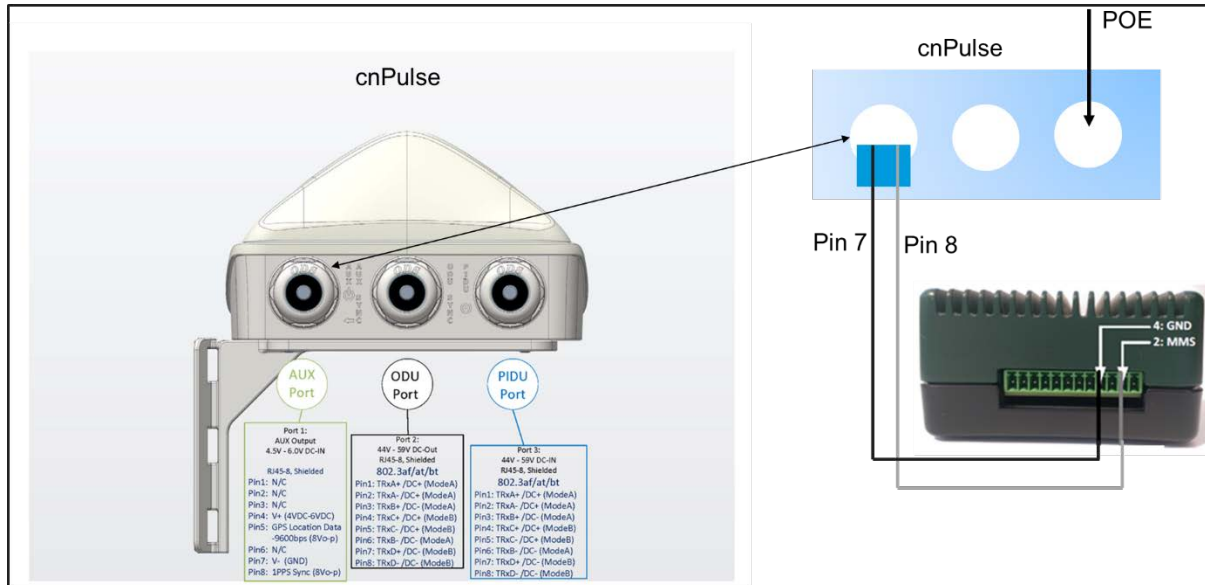 cnPulse
AUX
Port
ODU
Port
PIDU
Port
Port 1:
AUX Output
4.5V - 6.0V DC-IN
RJ45-8, Shielded
Pin1: N/C
Pin2: N/C
Pin3: N/C
Pin4: V+ (4VDC-6VDC)
Pin5: GPS Location Data
-9600bps (8Vo-p)
Pin6: N/C
Pin7: V- (GND)
Pin8: 1PPS Sync (8Vo-p)
Port 2:
44V - 59V DC-Out
RJ45-8, Shielded
802.3af/at/bt
Pin1: TRxA+ /DC+ (ModeA)
Pin2: TRxA- /DC+ (ModeA)
Pin3: TRxB+ /DC- (ModeA)
Pin4: TRxC+ /DC+ (ModeB)
Pin5: TRxC- /DC+ (ModeB)
Pin6: TRxB- /DC- (ModeA)
Pin7: TRxD+ /DC- (ModeB)
Pin8: TRxD- /DC- (ModeB)
Port 3:
44V - 59V DC-IN
RJ45-8, Shielded
802.3af/at/bt
Pin1: TRxA+ /DC+ (ModeA)
Pin2: TRxA- /DC+ (ModeA)
Pin3: TRxB+ /DC- (ModeA)
Pin4: TRxC+ /DC+ (ModeB)
Pin5: TRxC- /DC+ (ModeB)
Pin6: TRxB- /DC- (ModeA)
Pin7: TRxD+ /DC- (ModeB)
Pin8: TRxD- /DC- (ModeB)
POE
cnPulse
Pin 7
Pin 8
4: GND
2: MMS